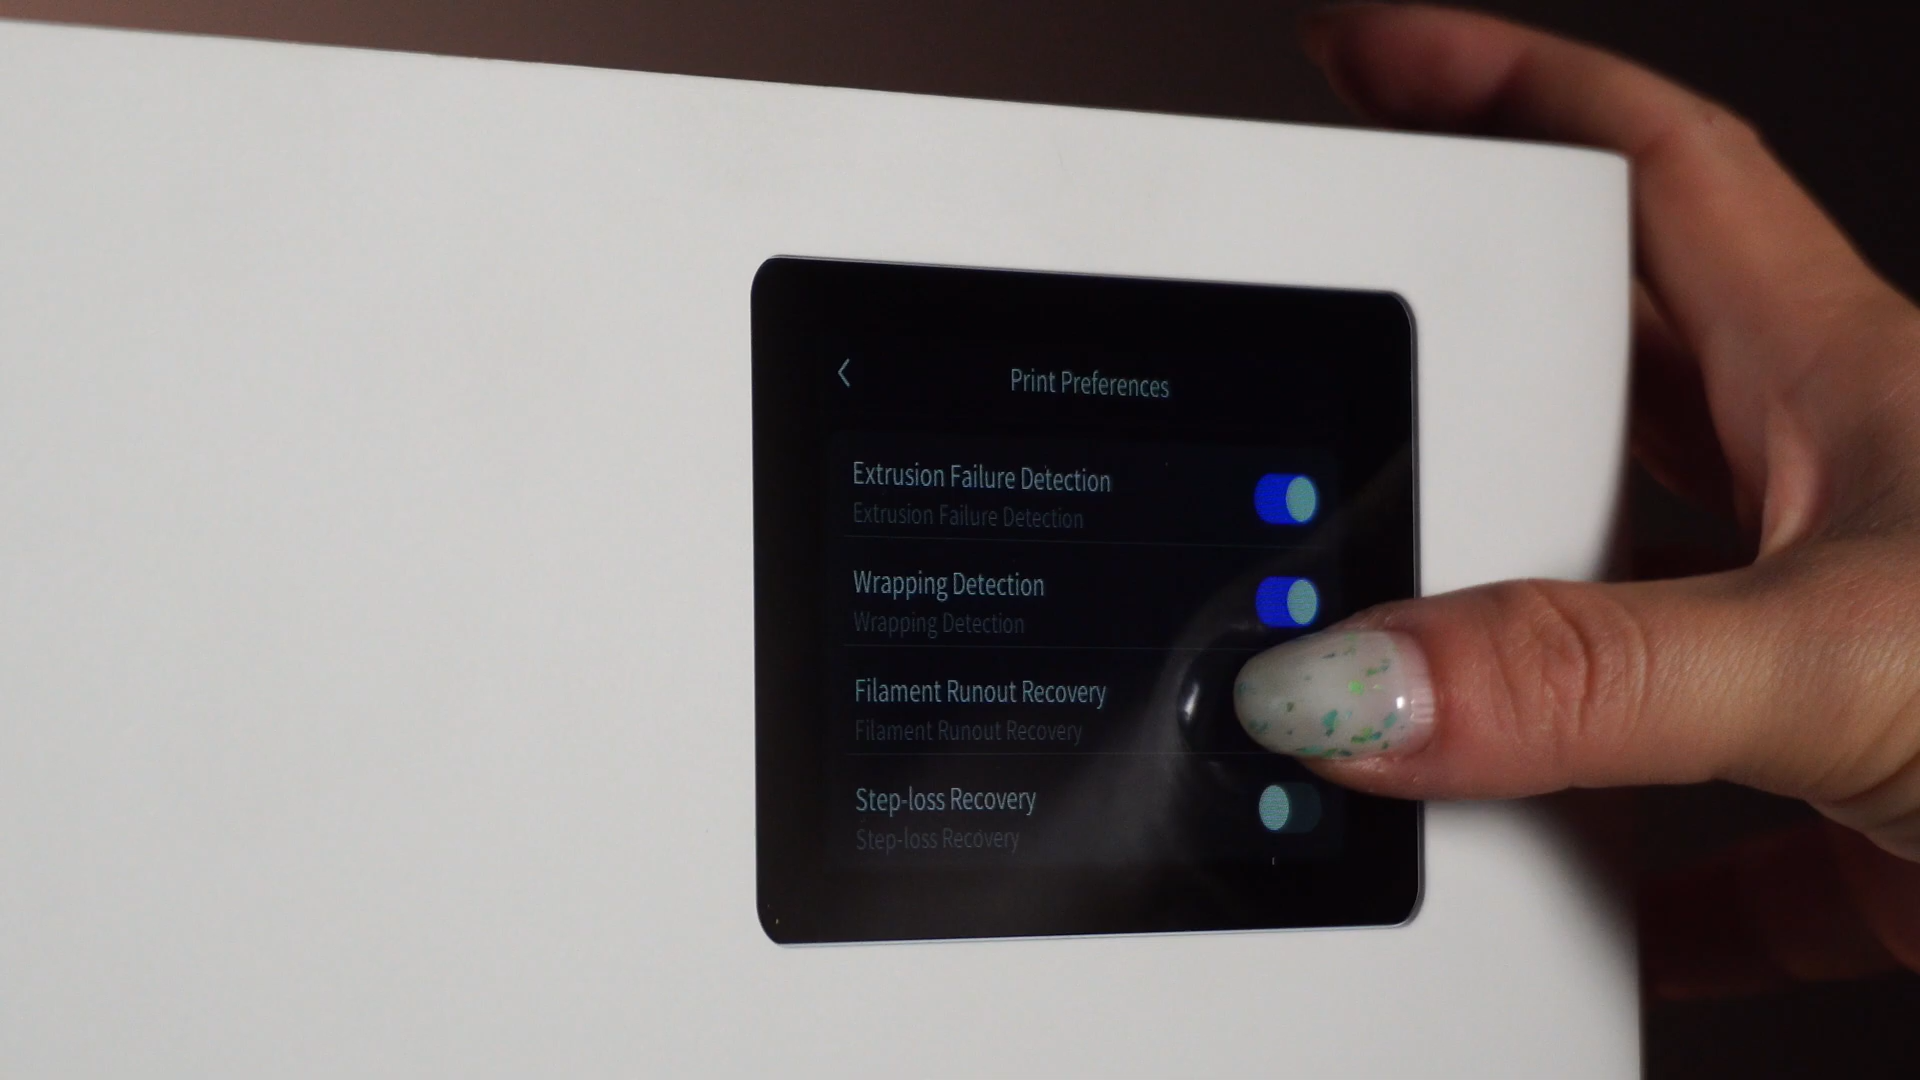 Print Preferences
Extrusion Failure Detection
Extrusion Failure Detection
Wrapping Detection
Wrapping Detection
Filament Runout Recovery
Filament Runout Recovery
Step-loss Recovery
Step-loss Recovery